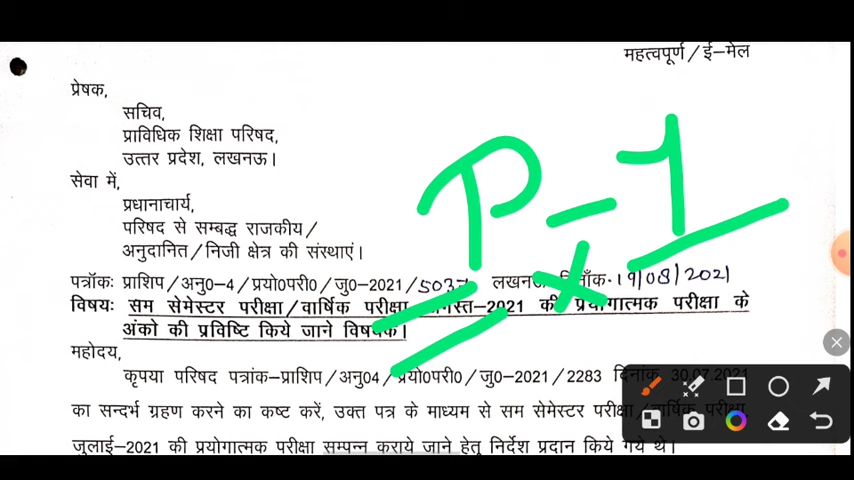 महत्वपूर्ण/ई–मेल
प्रेषक,
सचिव,
प्राविधिक शिक्षा परिषद,
उत्तर प्रदेश, लखनऊ।
सेवा में,
प्रधानाचार्य,
परिषद से सम्बद्ध राजकीय/
अनुदानित/निजी क्षेत्र की संस्थाएं।
P-1
पत्रॉकः प्राशिप/अनु0–4/प्रयो0परी0/जु0–2021/ लखनऊ दिनॉंक 19/08/2021
विषयः सम सेमेस्टर परीक्षा/वार्षिक परीक्षा अगस्त–2021 की प्रयोगात्मक परीक्षा के
अंको की प्रविष्टि किये जाने विषयक।
महोदय,
कृपया परिषद पत्रांक–प्राशिप/अनु04/प्रयो0परी0/जु0–2021/2283 दिनांक 30.07.2021
का सन्दर्भ ग्रहण करने का कष्ट करें, उक्त पत्र के माध्यम से सम सेमेस्टर परीक्षा/वार्षिक परीक्षा
जुलाई–2021 की प्रयोगात्मक परीक्षा सम्पन्न कराये जाने हेतु निर्देश प्रदान किये गये थे।